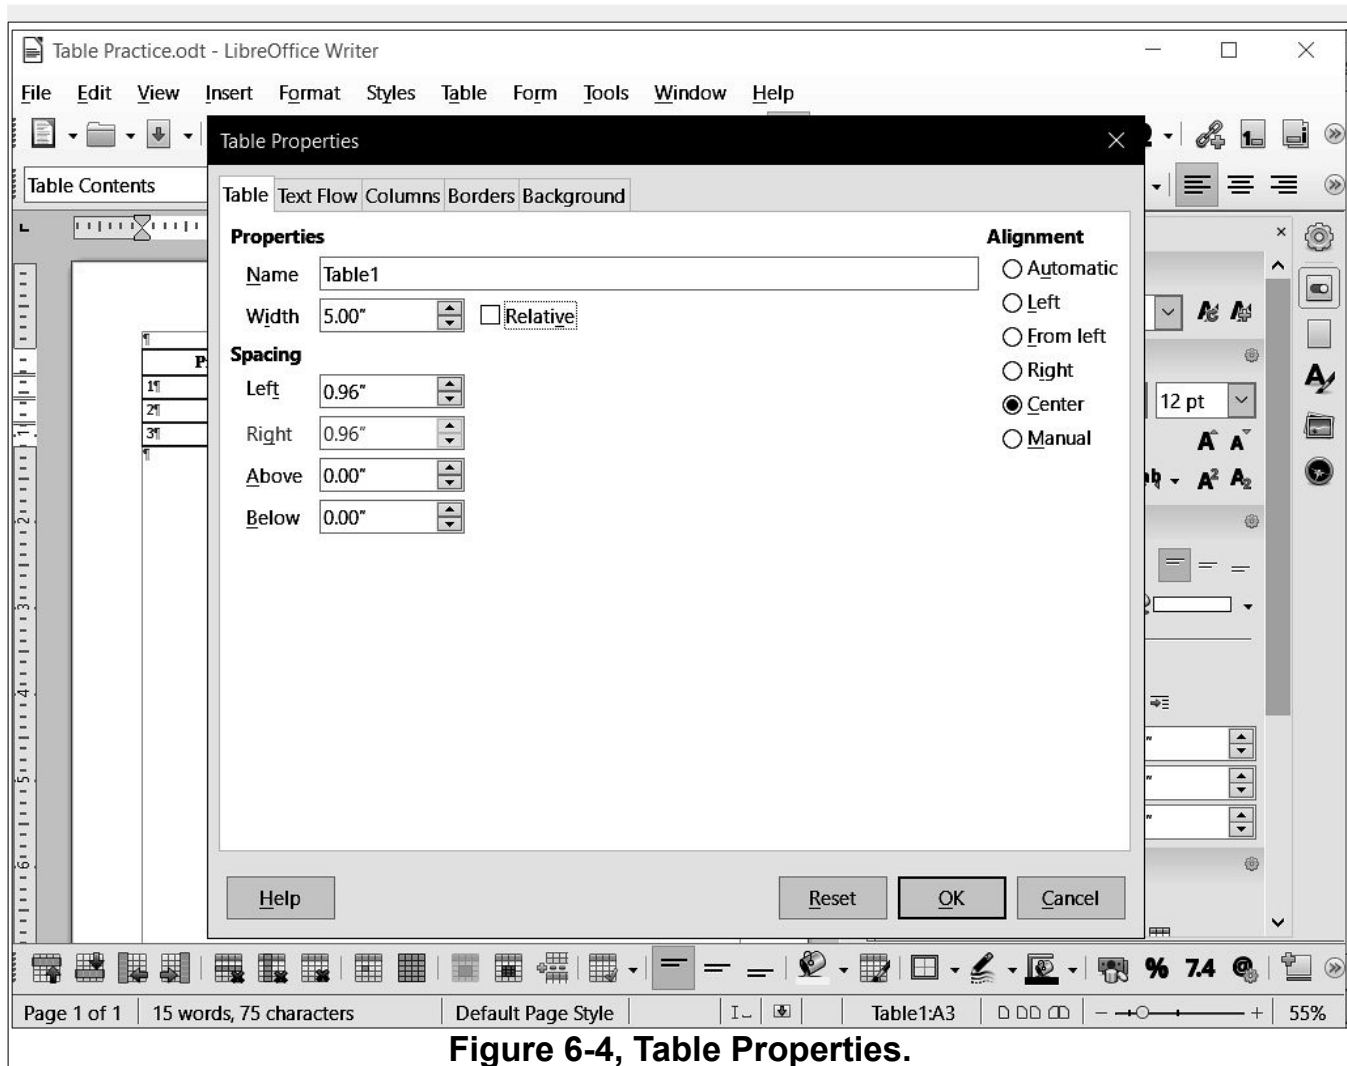 Table Practice.odt - LibreOffice Writer
File Edit View Insert Format Styles Table Form Tools Window Help
Table Properties
1
Table Contents
Table Text Flow Columns Borders Background
Properties
Alignment
Name Table1
Automatic
Width 5.00" Relative
Left
From left
Spacing
Right
Left 0.96"
Center
Right 0.96"
Manual
Above 0.00"
Below 0.00"
12 pt
P
1¶
2¶
3¶
Help Reset OK Cancel
% 7.4 @
Page 1 of 1 15 words, 75 characters Default Page Style Table1:A3 55%
Figure 6-4, Table Properties.